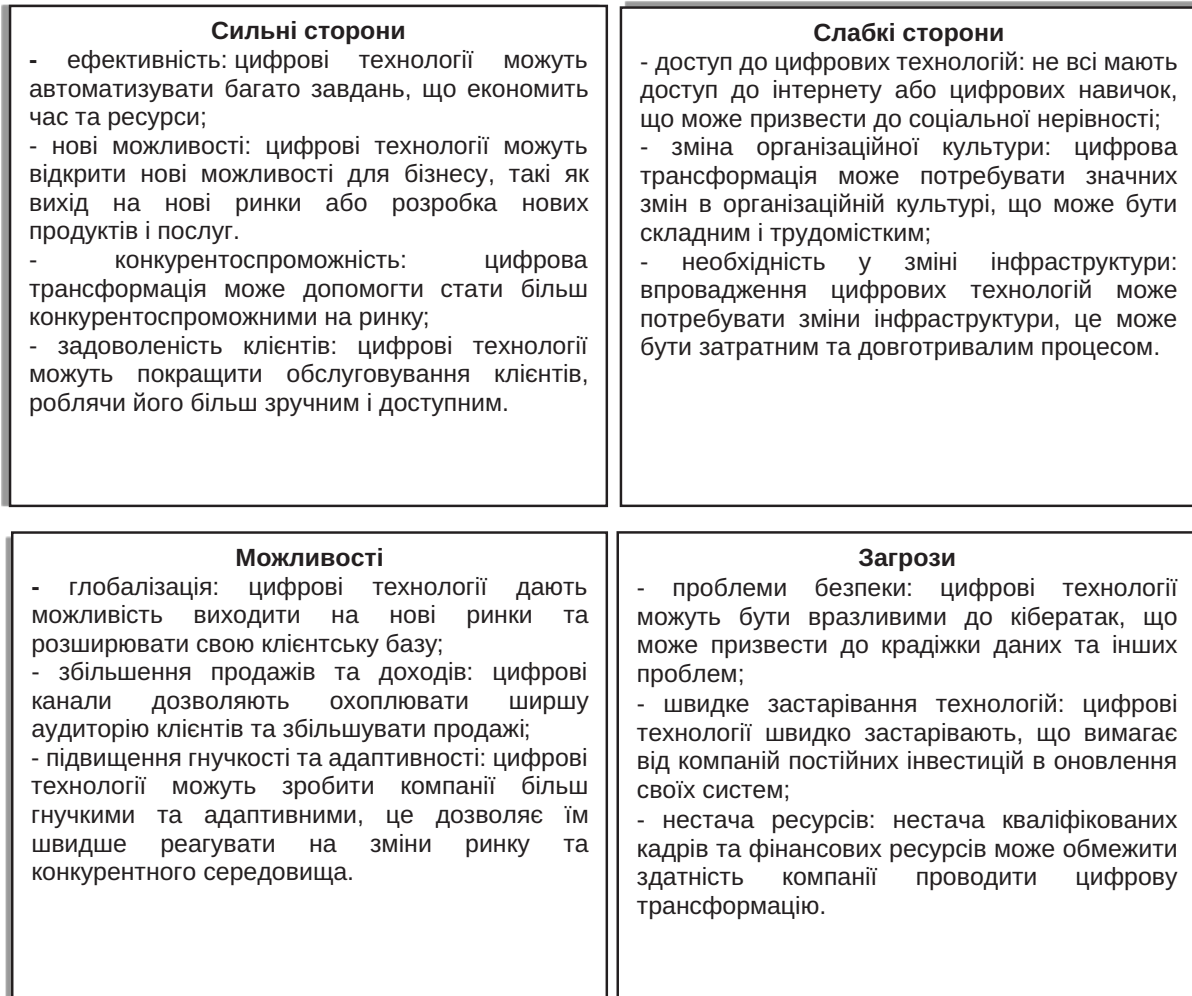 Сильні сторони
- ефективність: цифрові технології можуть
автоматизувати багато завдань, що економить
час та ресурси;
- нові можливості: цифрові технології можуть
відкрити нові можливості для бізнесу, такі як
вихід на нові ринки або розробка нових
продуктів і послуг.
- конкурентоспроможність: цифрова
трансформація може допомогти стати більш
конкурентоспроможними на ринку;
- задоволеність клієнтів: цифрові технології
можуть покращити обслуговування клієнтів,
роблячи його більш зручним і доступним.
Слабкі сторони
- доступ до цифрових технологій: не всі мають
доступ до інтернету або цифрових навичок,
що може призвести до соціальної нерівності;
- зміна організаційної культури: цифрова
трансформація може потребувати значних
змін в організаційній культурі, що може бути
складним і трудомістким;
- необхідність у зміні інфраструктури:
впровадження цифрових технологій може
потребувати зміни інфраструктури, це може
бути затратним та довготривалим процесом.
Можливості
- глобалізація: цифрові технології дають
можливість виходити на нові ринки та
розширювати свою клієнтську базу;
- збільшення продажів та доходів: цифрові
канали дозволяють охоплювати ширшу
аудиторію клієнтів та збільшувати продажі;
- підвищення гнучкості та адаптивності: цифрові
технології можуть зробити компанії більш
гнучкими та адаптивними, це дозволяє їм
швидше реагувати на зміни ринку та
конкурентного середовища.
Загрози
- проблеми безпеки: цифрові технології
можуть бути вразливими до кібератак, що
може призвести до крадіжки даних та інших
проблем;
- швидке застарівання технологій: цифрові
технології швидко застарівають, що вимагає
від компаній постійних інвестицій в оновлення
своїх систем;
- нестача ресурсів: нестача кваліфікованих
кадрів та фінансових ресурсів може обмежити
здатність компанії проводити цифрову
трансформацію.